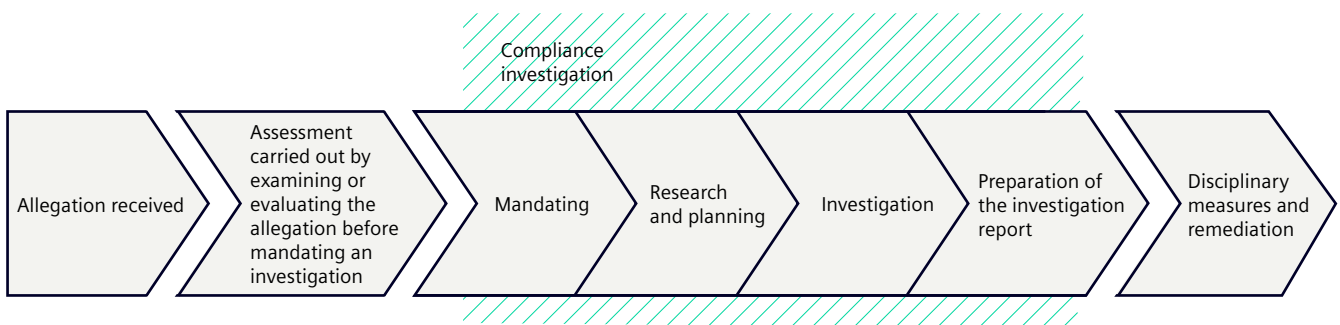 Compliance
investigation
Allegation received
Assessment
carried out by
examining or
evaluating the
allegation before
mandating an
investigation
Mandating
Research
and planning
Investigation
Preparation of
the investigation
report
Disciplinary
measures and
remediation